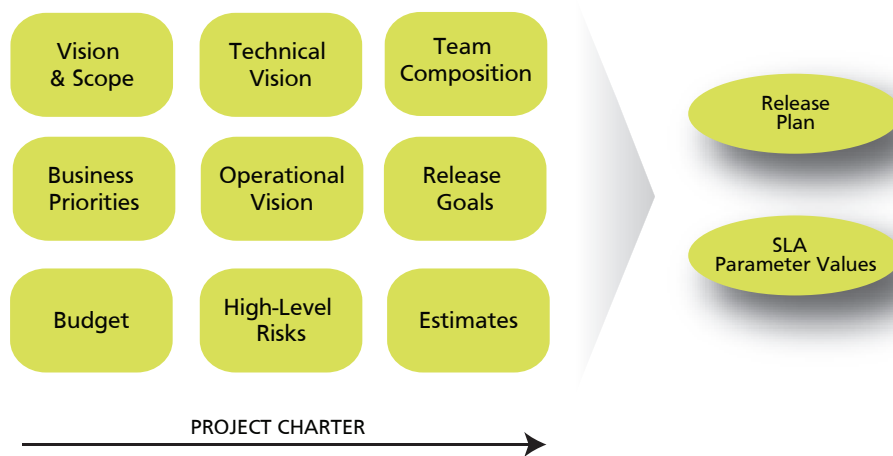 Vision
& Scope
Technical
Vision
Team
Composition
Business
Priorities
Operational
Vision
Release
Goals
Budget
High-Level
Risks
Estimates
PROJECT CHARTER
Release
Plan
SLA
Parameter Values